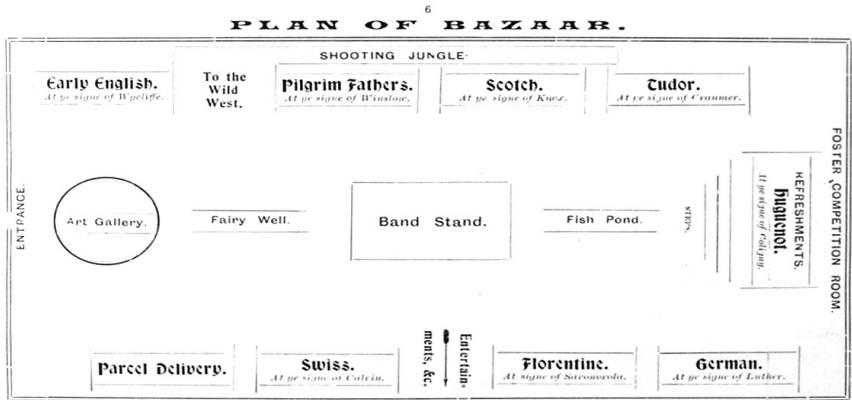 6
PLAN OF BAZAAR.
SHOOTING JUNGLE.
Early English.
At ye signe of Wycliffe.
To the
Wild
West.
Pilgrim Fathers.
At ye signe of Winslow.
Scotch.
At ye signe of Knox.
Tudor.
At ye signe of Cranmer.
ENTRANCE.
Art Gallery.
Fairy Well.
Band Stand.
Fish Pond.
STEPS.
REFRESHMENTS.
Huguenot.
At ye signe of Coligny.
FOSTER COMPETITION ROOM.
Parcel Delivery.
Swiss.
At ye signe of Calvin.
Entertain-
ments, &c.
Florentine.
At signe of Savonorola.
German.
At ye signe of Luther.